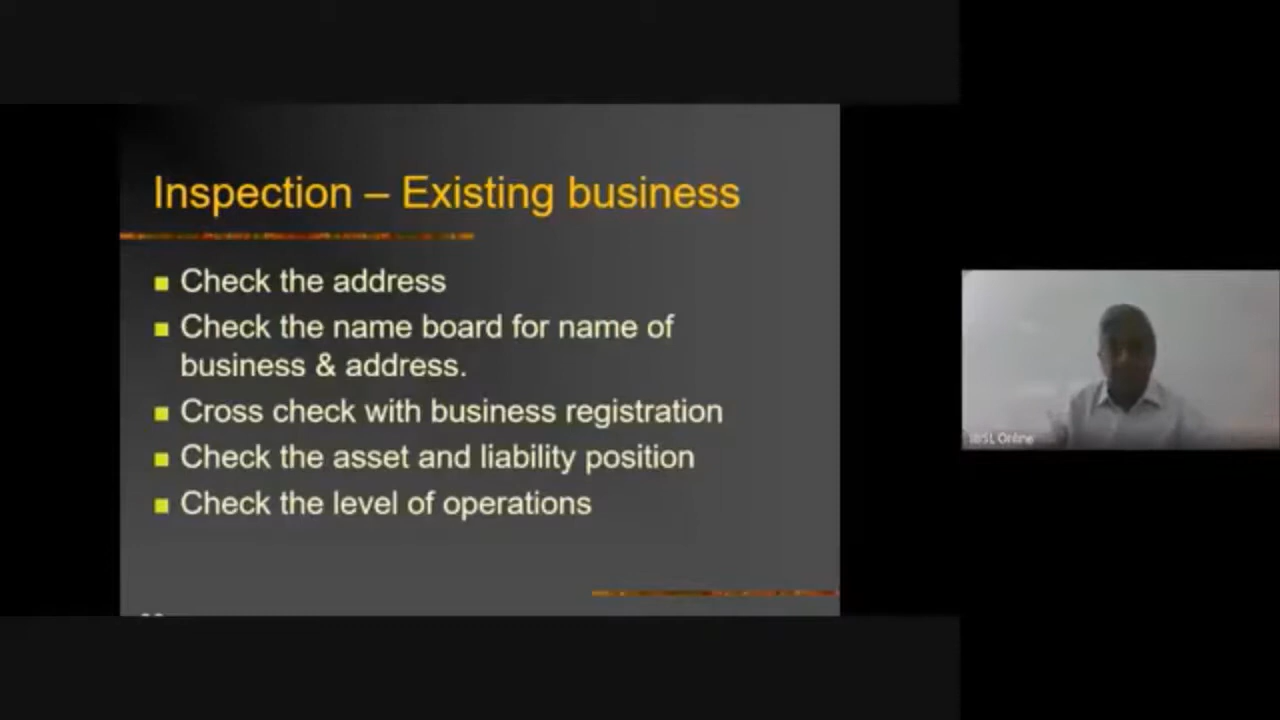 Inspection – Existing business
Check the address
Check the name board for name of
business & address.
Cross check with business registration
Check the asset and liability position
Check the level of operations
IBSL Online